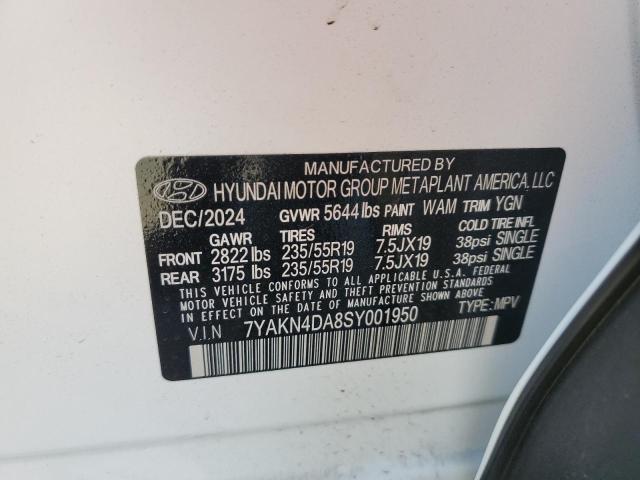 MANUFACTURED BY
HYUNDAI MOTOR GROUP METAPLANT AMERICA, LLC
DEC/2024 GVWR 5644 lbs PAINT WAM TRIM YGN
GAWR TIRES RIMS COLD TIRE INFL
FRONT 2822 lbs 235/55R19 7.5JX19 38psi SINGLE
REAR 3175 lbs 235/55R19 7.5JX19 38psi SINGLE
THIS VEHICLE CONFORMS TO ALL APPLICABLE U.S.A. FEDERAL
MOTOR VEHICLE SAFETY AND THEFT PREVENTION STANDARDS
IN EFFECT ON THE DATE OF MANUFACTURE SHOWN ABOVE.
V.I.N 7YAKN4DA8SY001950 TYPE:MPV